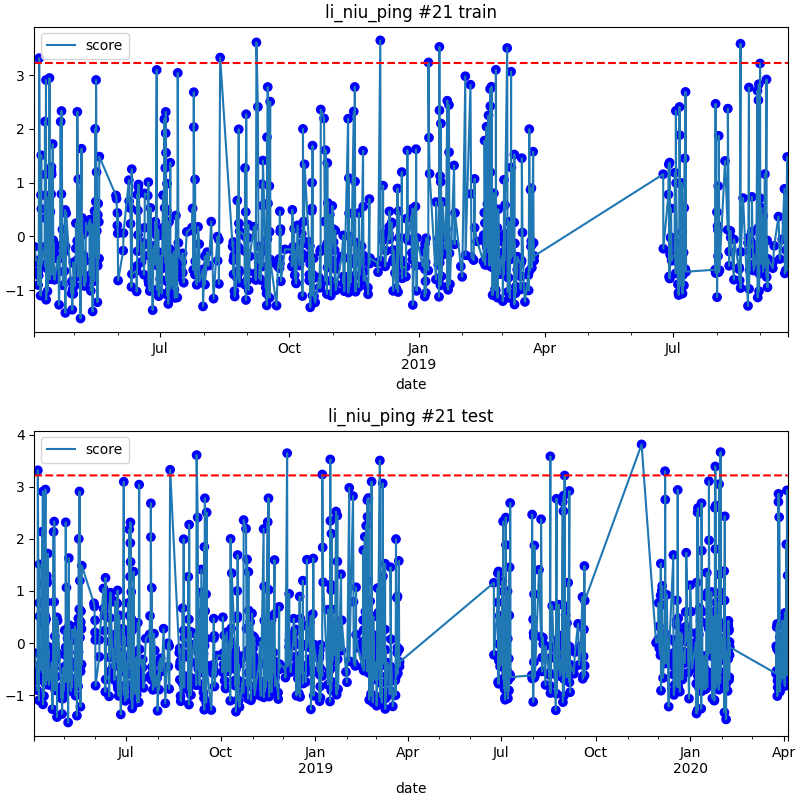 li_niu_ping #21 train
score
3
2
1
0
−1
Jul Oct Jan Apr Jul
2019
date
li_niu_ping #21 test
score
4
3
2
1
0
−1
Jul Oct Jan Apr Jul Oct Jan Apr
2019 2020
date